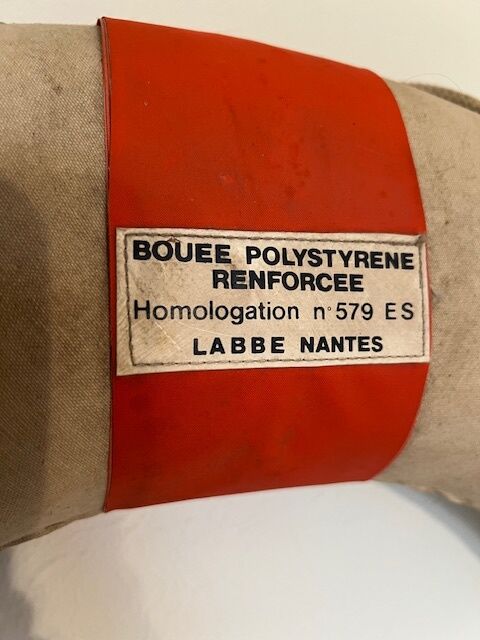 BOUEE POLYSTYRENE
RENFORCEE
Homologation n°579 ES
LABBE NANTES